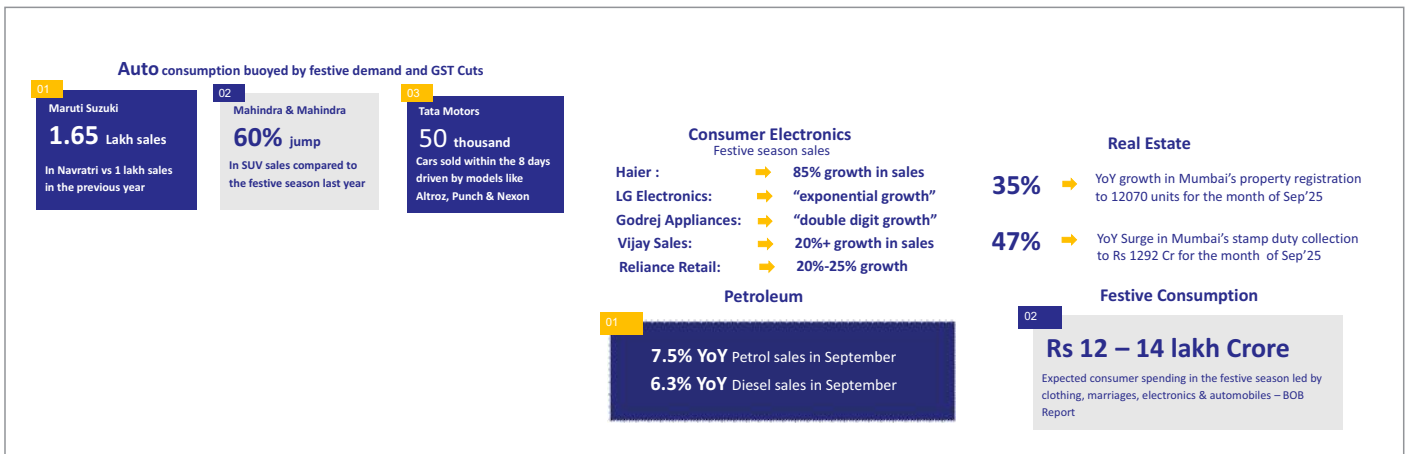 Auto consumption buoyed by festive demand and GST Cuts
01
Maruti Suzuki
1.65 Lakh sales
In Navratri vs 1 lakh sales
in the previous year
02
Mahindra & Mahindra
60% jump
In SUV sales compared to
the festive season last year
03
Tata Motors
50 thousand
Cars sold within the 8 days
driven by models like
Altroz, Punch & Nexon
Consumer Electronics
Festive season sales
Haier : 85% growth in sales
LG Electronics: “exponential growth”
Godrej Appliances: “double digit growth”
Vijay Sales: 20%+ growth in sales
Reliance Retail: 20%-25% growth
Real Estate
35% YoY growth in Mumbai’s property registration
to 12070 units for the month of Sep’25
47% YoY Surge in Mumbai’s stamp duty collection
to Rs 1292 Cr for the month of Sep’25
Petroleum
01
7.5% YoY Petrol sales in September
6.3% YoY Diesel sales in September
Festive Consumption
02
Rs 12 – 14 lakh Crore
Expected consumer spending in the festive season led by
clothing, marriages, electronics & automobiles – BOB
Report